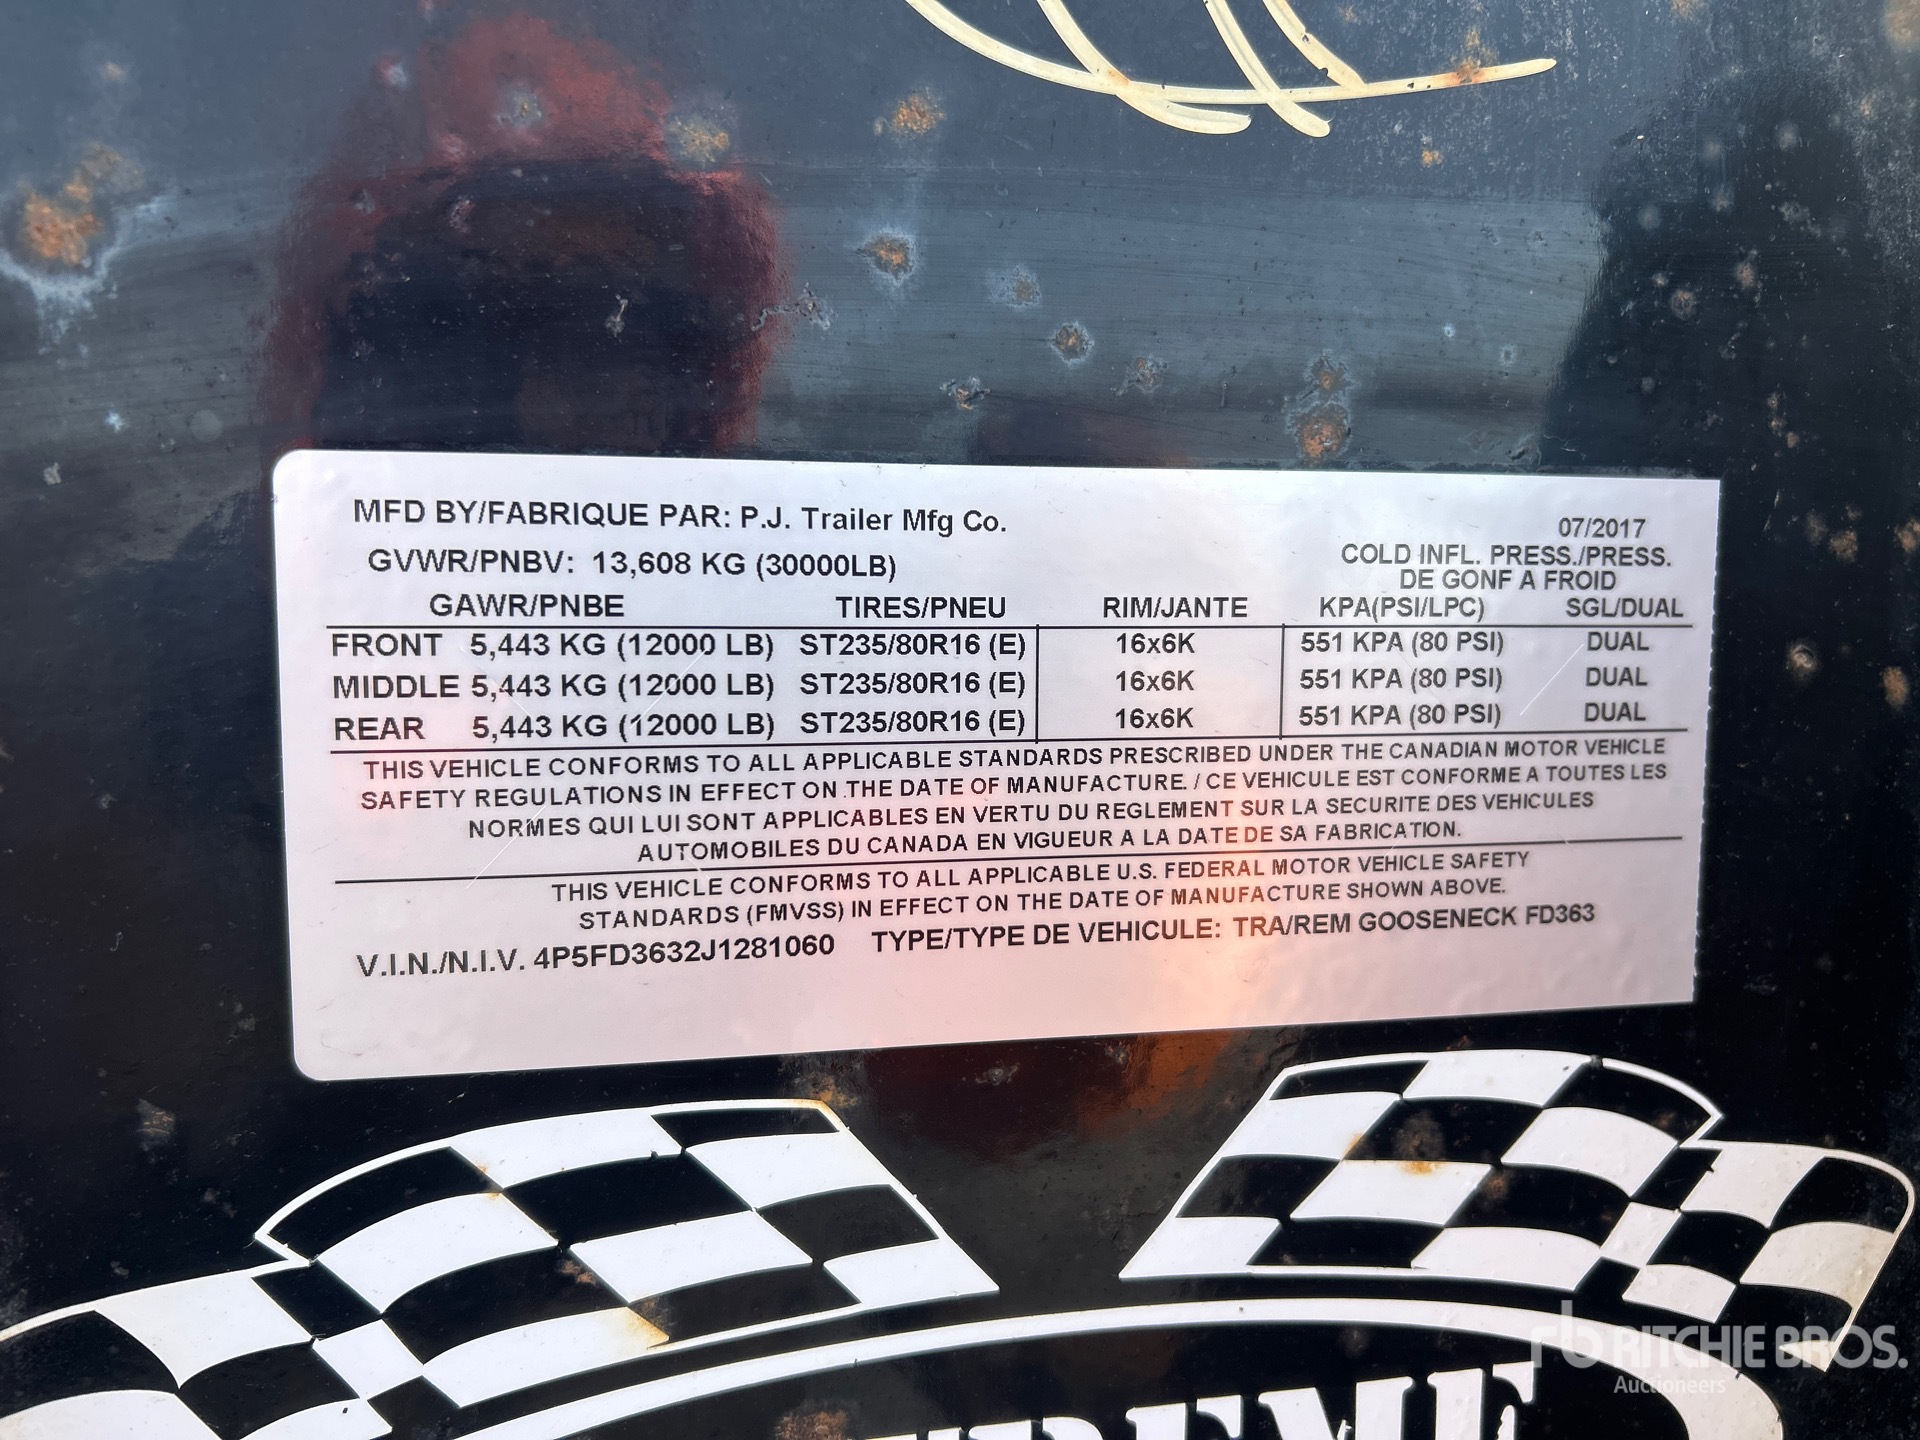 MFD BY/FABRIQUE PAR: P.J. Trailer Mfg Co.
07/2017
GVWR/PNBV: 13,608 KG (30000LB)
COLD INFL. PRESS./PRESS.
DE GONF A FROID
GAWR/PNBE TIRES/PNEU RIM/JANTE KPA(PSI/LPC) SGL/DUAL
FRONT 5,443 KG (12000 LB) ST235/80R16 (E) 16x6K 551 KPA (80 PSI) DUAL
MIDDLE 5,443 KG (12000 LB) ST235/80R16 (E) 16x6K 551 KPA (80 PSI) DUAL
REAR 5,443 KG (12000 LB) ST235/80R16 (E) 16x6K 551 KPA (80 PSI) DUAL
THIS VEHICLE CONFORMS TO ALL APPLICABLE STANDARDS PRESCRIBED UNDER THE CANADIAN MOTOR VEHICLE
SAFETY REGULATIONS IN EFFECT ON THE DATE OF MANUFACTURE. / CE VEHICULE EST CONFORME A TOUTES LES
NORMES QUI LUI SONT APPLICABLES EN VERTU DU REGLEMENT SUR LA SECURITE DES VEHICULES
AUTOMOBILES DU CANADA EN VIGUEUR A LA DATE DE SA FABRICATION.
THIS VEHICLE CONFORMS TO ALL APPLICABLE U.S. FEDERAL MOTOR VEHICLE SAFETY
STANDARDS (FMVSS) IN EFFECT ON THE DATE OF MANUFACTURE SHOWN ABOVE.
V.I.N./N.I.V. 4P5FD3632J1281060 TYPE/TYPE DE VEHICULE: TRA/REM GOOSENECK FD363
rb RITCHIE BROS.
Auctioneers